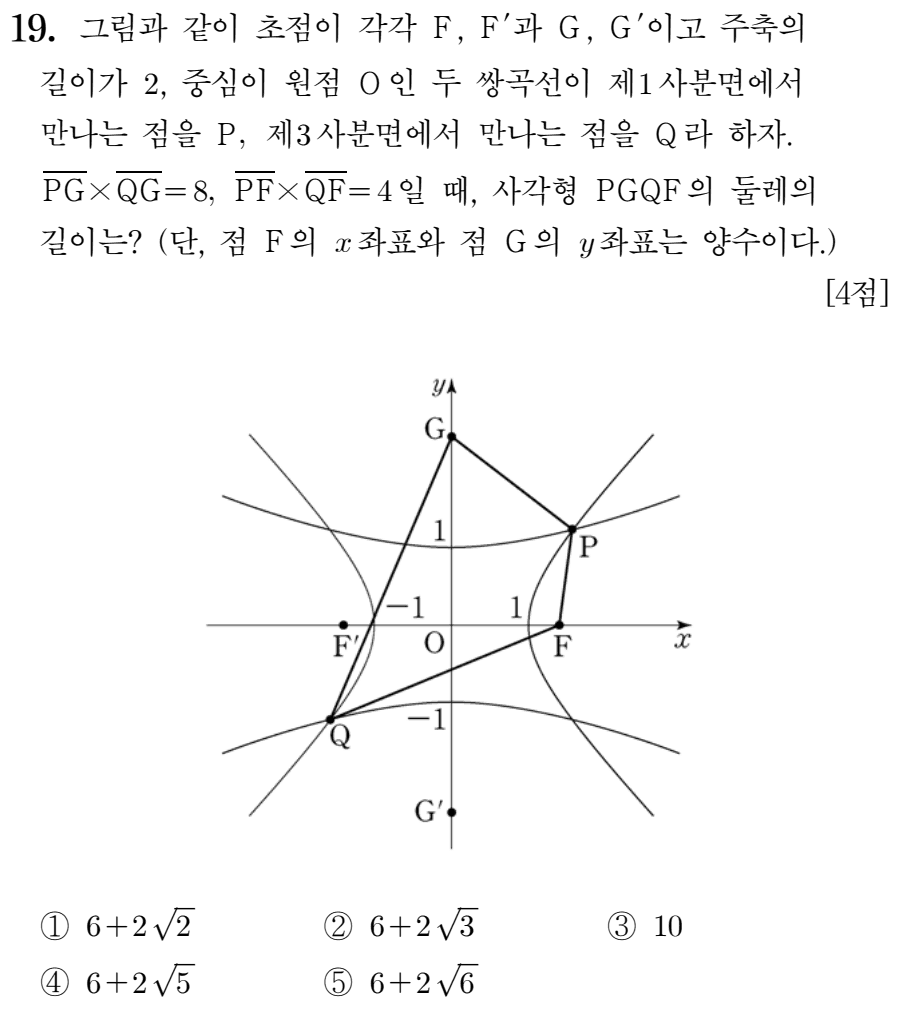 19. 그림과 같이 초점이 각각 F, F′과 G, G′이고 주축의
길이가 2, 중심이 원점 O인 두 쌍곡선이 제1사분면에서
만나는 점을 P, 제3사분면에서 만나는 점을 Q라 하자.
$\overline{PG}$×$\overline{QG}$=8, $\overline{PF}$×$\overline{QF}$=4일 때, 사각형 PGQF의 둘레의
길이는? (단, 점 F의 x좌표와 점 G의 y좌표는 양수이다.)
[4점]
y
G
1
P
−1
1
F′
O
F
x
−1
Q
G′
① 6+2√2 ② 6+2√3 ③ 10
④ 6+2√5 ⑤ 6+2√6